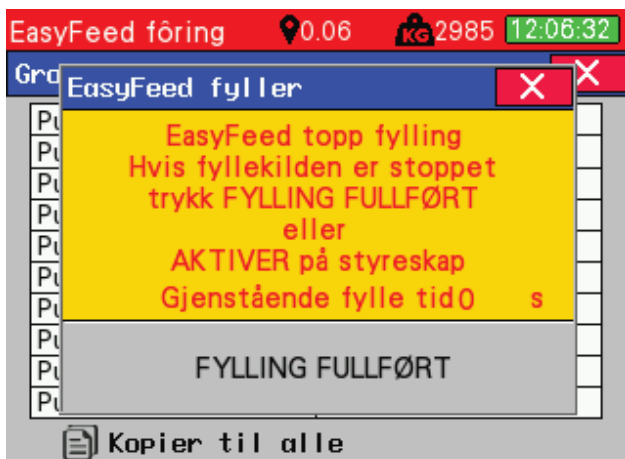 EasyFeed fôring 0.06 KG 2985 12:06:32
Gro
EasyFeed fyller
EasyFeed topp fylling
Hvis fyllekilden er stoppet
trykk FYLLING FULLFØRT
eller
AKTIVER på styreskap
Gjenstående fylle tid 0 s
FYLLING FULLFØRT
Kopier til alle